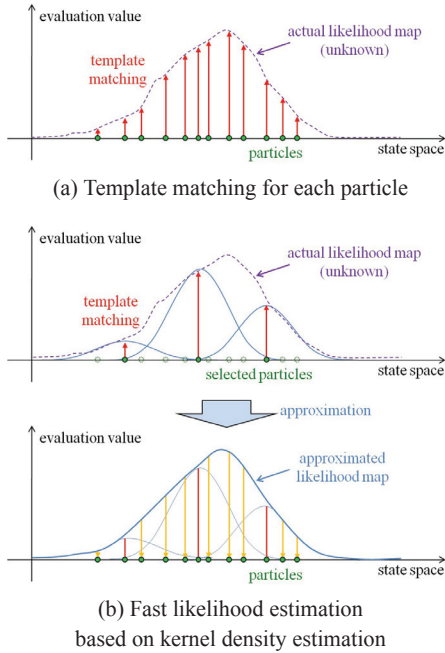 evaluation value
actual likelihood map
(unknown)
template
matching
state space
particles
(a) Template matching for each particle
evaluation value
actual likelihood map
(unknown)
template
matching
state space
selected particles
approximation
evaluation value
approximated
likelihood map
state space
particles
(b) Fast likelihood estimation
based on kernel density estimation